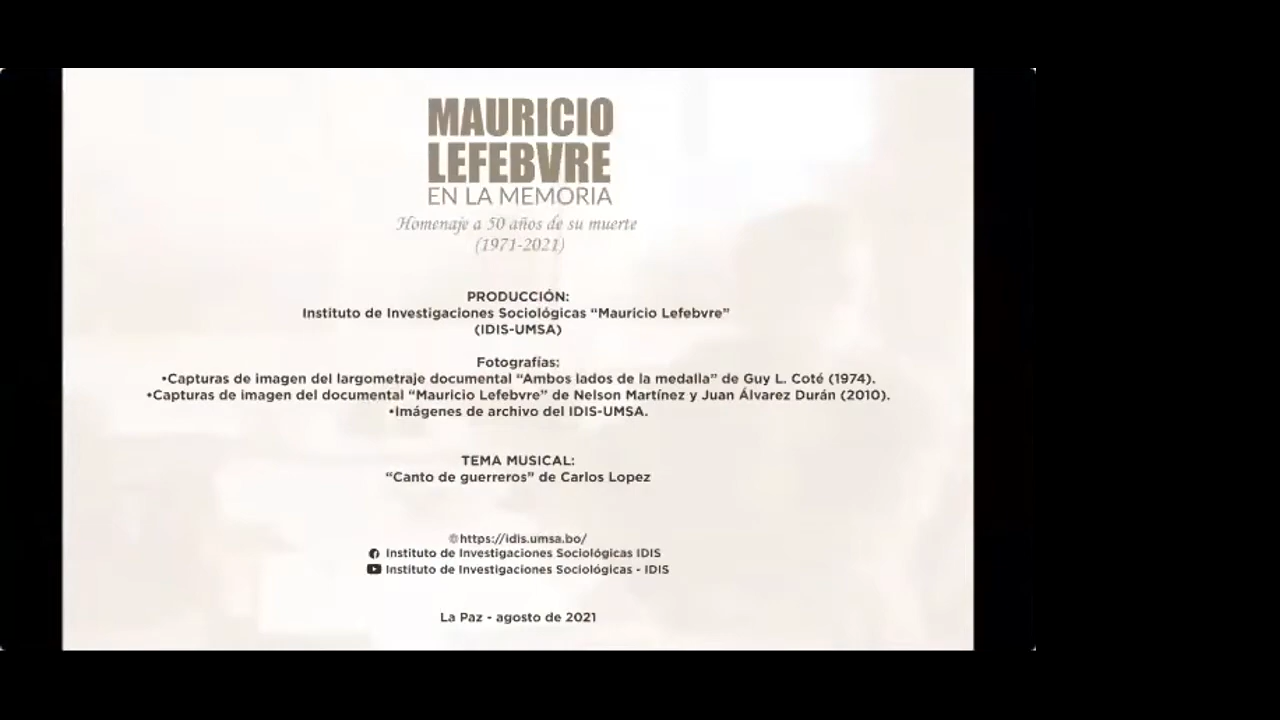 MAURICIO
LEFEBVRE
EN LA MEMORIA
Homenaje a 50 años de su muerte
(1971-2021)
PRODUCCIÓN:
Instituto de Investigaciones Sociológicas “Mauricio Lefebvre”
(IDIS-UMSA)
Fotografías:
•Capturas de imagen del largometraje documental “Ambos lados de la medalla” de Guy L. Coté (1974).
•Capturas de imagen del documental “Mauricio Lefebvre” de Nelson Martínez y Juan Álvarez Durán (2010).
•Imágenes de archivo del IDIS-UMSA.
TEMA MUSICAL:
“Canto de guerreros” de Carlos Lopez
https://idis.umsa.bo/
Instituto de Investigaciones Sociológicas IDIS
Instituto de Investigaciones Sociológicas - IDIS
La Paz - agosto de 2021